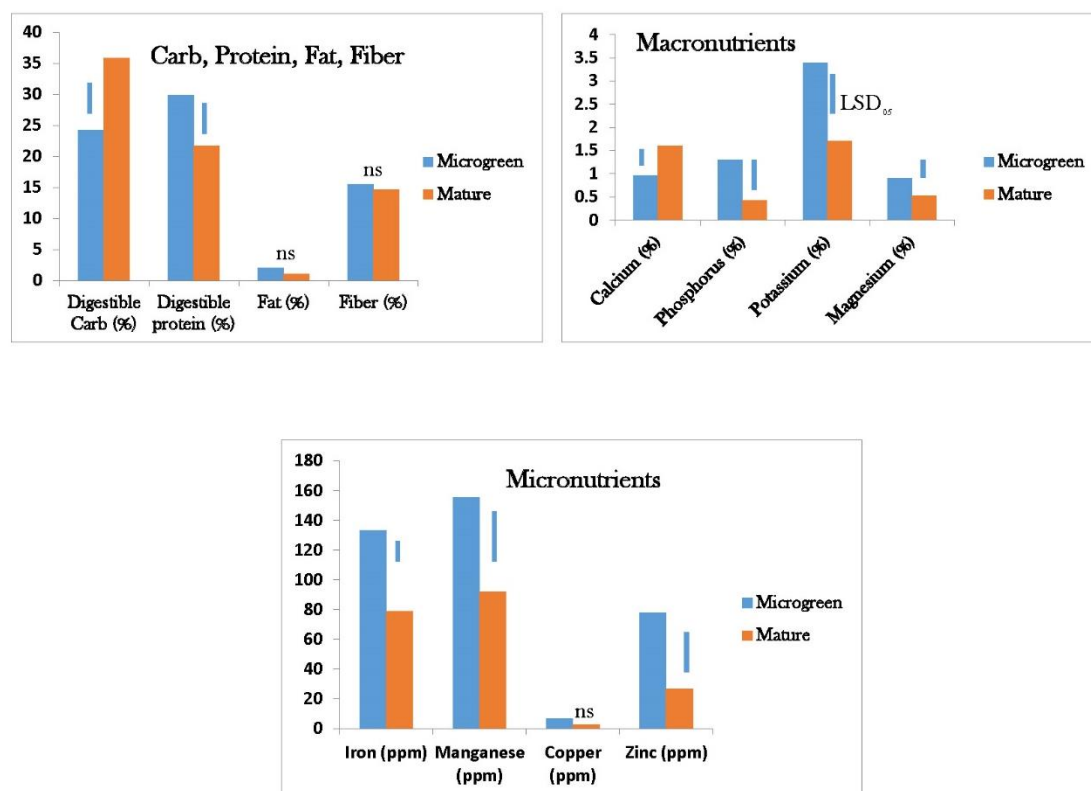 Carb, Protein, Fat, Fiber
40
35
30
25
20
15
10
5
0
ns
ns
Microgreen
Mature
Digestible Carb (%)
Digestible protein (%)
Fat (%)
Fiber (%)
Macronutrients
4
3.5
3
2.5
2
1.5
1
0.5
0
LSD₀₅
Microgreen
Mature
Calcium (%)
Phosphorus (%)
Potassium (%)
Magnesium (%)
Micronutrients
180
160
140
120
100
80
60
40
20
0
ns
Microgreen
Mature
Iron (ppm)
Manganese (ppm)
Copper (ppm)
Zinc (ppm)